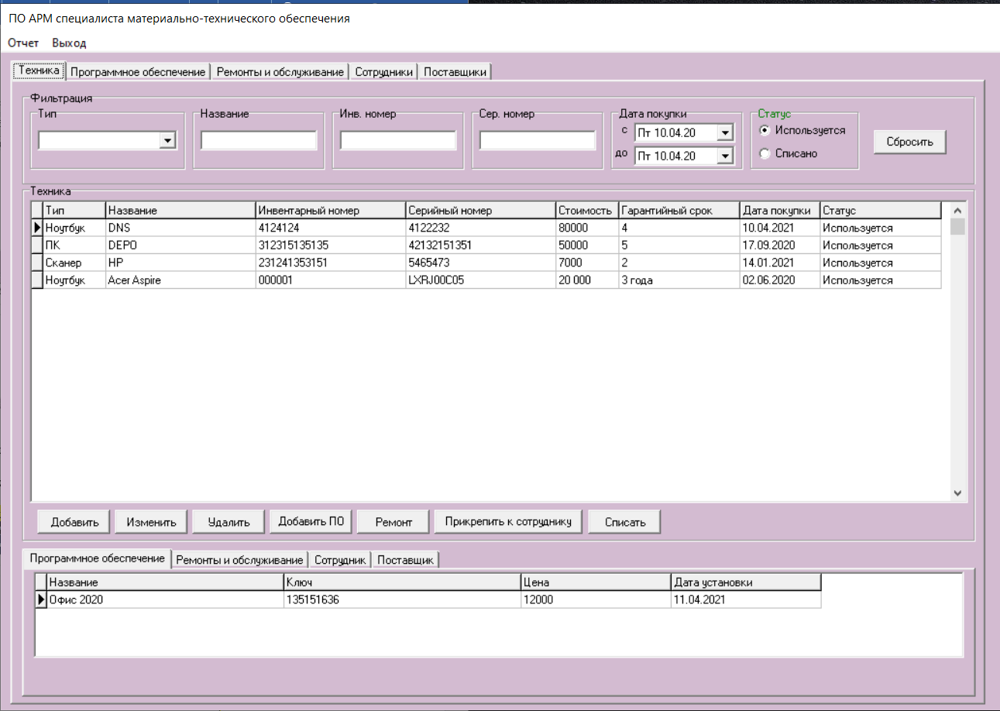 ПО АРМ специалиста материально-технического обеспечения
Отчет Выход
Техника Программное обеспечение Ремонты и обслуживание Сотрудники Поставщики
Фильтрация
Тип Название Инв. номер Сер. номер Дата покупки Статус
с Пт 10.04.20 Используется
до Пт 10.04.20 Списано
Сбросить
Техника
Тип Название Инвентарный номер Серийный номер Стоимость Гарантийный срок Дата покупки Статус
Ноутбук DNS 4124124 4122232 80000 4 10.04.2021 Используется
ПК DEPO 312315135135 42132151351 50000 5 17.09.2020 Используется
Сканер HP 231241353151 5465473 7000 2 14.01.2021 Используется
Ноутбук Acer Aspire 000001 LXRJ00C05 20 000 3 года 02.06.2020 Используется
Добавить Изменить Удалить Добавить ПО Ремонт Прикрепить к сотруднику Списать
Программное обеспечение Ремонты и обслуживание Сотрудник Поставщик
Название Ключ Цена Дата установки
Офис 2020 135151636 12000 11.04.2021